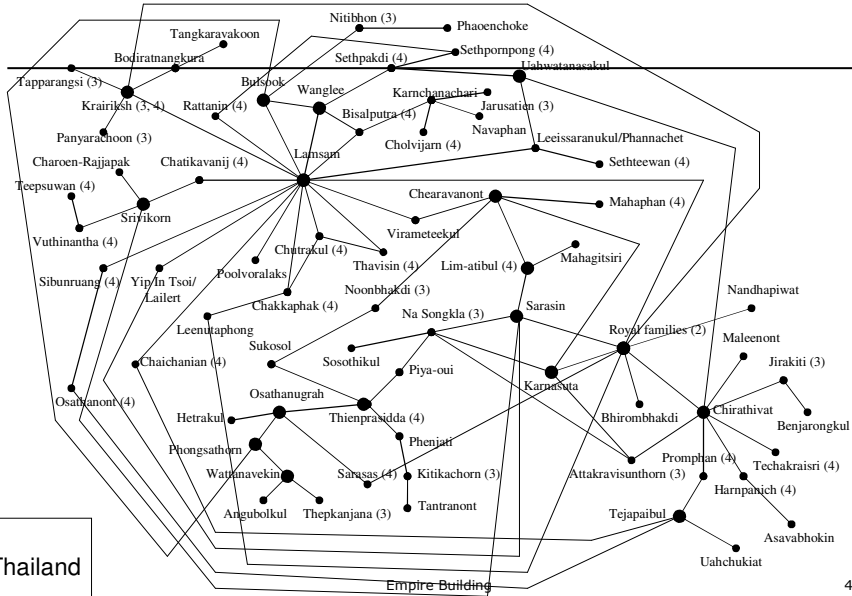 Nitibhon (3)
Phaoenchoke
Tangkaravakoon
Bodiratnangkura
Sethpakdi (4)
Sethpornpong (4)
Uahwatanasakul
Tapparangsi (3)
Krairiksh (3, 4)
Bulsook
Wanglee
Karnchanachari
Rattanin (4)
Bisalputra (4)
Jarusatien (3)
Navaphan
Panyarachoon (3)
Cholvijarn (4)
Leeissaranukul/Phannachet
Charoen-Rajjapak
Chatikavanij (4)
Lamsam
Sethteewan (4)
Teepsuwan (4)
Srivikorn
Chearavanont
Mahaphan (4)
Vuthinantha (4)
Virameteekul
Chutrakul (4)
Mahagitsiri
Sibunruang (4)
Yip In Tsoi/
Lailert
Poolvoralaks
Thavisin (4)
Lim-atibul (4)
Noonbhakdi (3)
Chakkaphak (4)
Nandhapiwat
Leenutaphong
Na Songkla (3)
Sarasin
Royal families (2)
Sukosol
Sosothikul
Maleenont
Chaichanian (4)
Piya-oui
Karnasuta
Jirakiti (3)
Osathanont (4)
Osathanugrah
Hetrakul
Thienprasidda (4)
Bhirombhakdi
Chirathivat
Benjarongkul
Phongsathorn
Phenjati
Promphan (4)
Techakraisri (4)
Wattanavekin
Sarasas (4)
Kitikachorn (3)
Attakravisunthorn (3)
Harnpanich (4)
Angubolkul
Thepkanjana (3)
Tantranont
Tejapaibul
Asavabhokin
Uahchukiat
Thailand
Empire Building
4